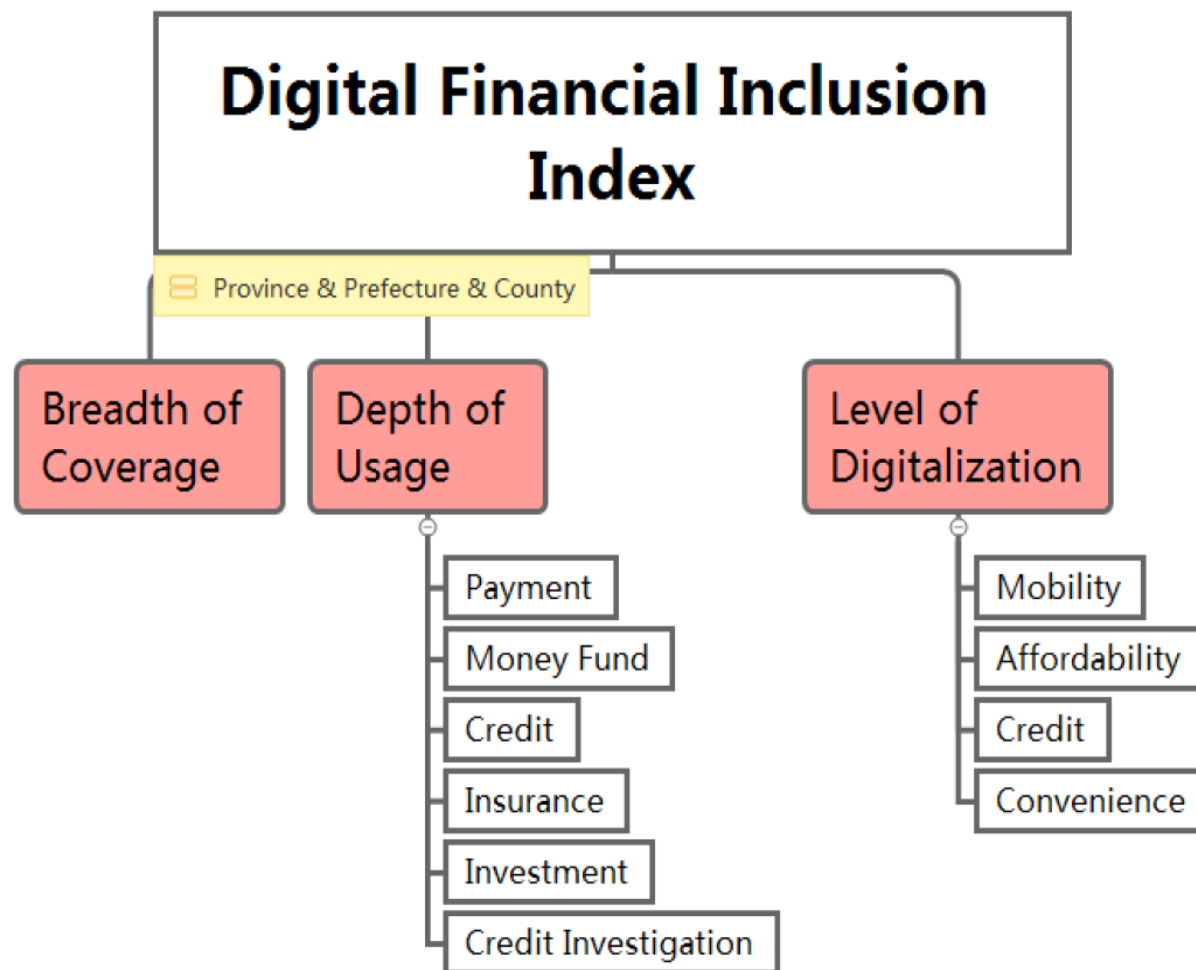 Digital Financial Inclusion
Index
Province & Prefecture & County
Breadth of
Coverage
Depth of
Usage
Level of
Digitalization
Payment
Money Fund
Credit
Insurance
Investment
Credit Investigation
Mobility
Affordability
Credit
Convenience